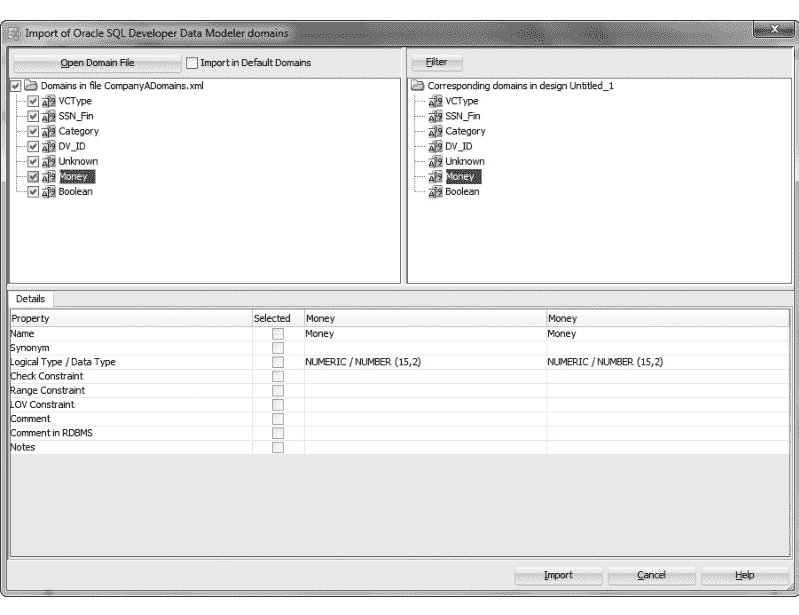 Import of Oracle SQL Developer Data Modeler domains
Open Domain File
Import in Default Domains
Filter
Domains in file CompanyADomains.xml
VCType
SSN_Fin
Category
DV_ID
Unknown
Money
Boolean
Corresponding domains in design Untitled_1
VCType
SSN_Fin
Category
DV_ID
Unknown
Money
Boolean
Details
Property Selected Money Money
Name Money Money
Synonym
Logical Type / Data Type NUMERIC / NUMBER (15,2) NUMERIC / NUMBER (15,2)
Check Constraint
Range Constraint
LOV Constraint
Comment
Comment in RDBMS
Notes
Import Cancel Help